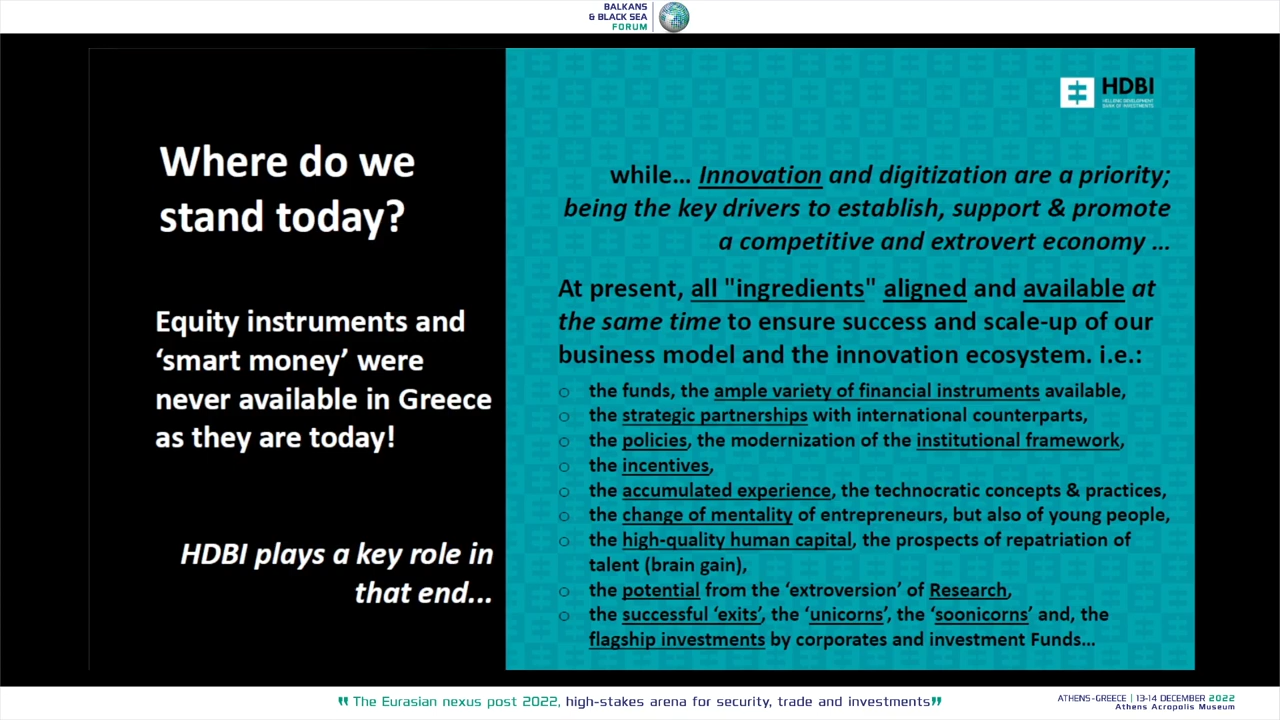 BALKANS
& BLACK SEA
FORUM
Where do we
stand today?
Equity instruments and
‘smart money’ were
never available in Greece
as they are today!
HDBI plays a key role in
that end...
HDBI
HELLENIC DEVELOPMENT
BANK OF INVESTMENTS
while... Innovation and digitization are a priority;
being the key drivers to establish, support & promote
a competitive and extrovert economy ...
At present, all "ingredients" aligned and available at
the same time to ensure success and scale-up of our
business model and the innovation ecosystem. i.e.:
o the funds, the ample variety of financial instruments available,
o the strategic partnerships with international counterparts,
o the policies, the modernization of the institutional framework,
o the incentives,
o the accumulated experience, the technocratic concepts & practices,
o the change of mentality of entrepreneurs, but also of young people,
o the high-quality human capital, the prospects of repatriation of
talent (brain gain),
o the potential from the ‘extroversion’ of Research,
o the successful ‘exits’, the ‘unicorns’, the ‘soonicorns’ and, the
flagship investments by corporates and investment Funds...
"The Eurasian nexus post 2022, high-stakes arena for security, trade and investments"
ATHENS-GREECE | 13-14 DECEMBER 2022
Athens Acropolis Museum